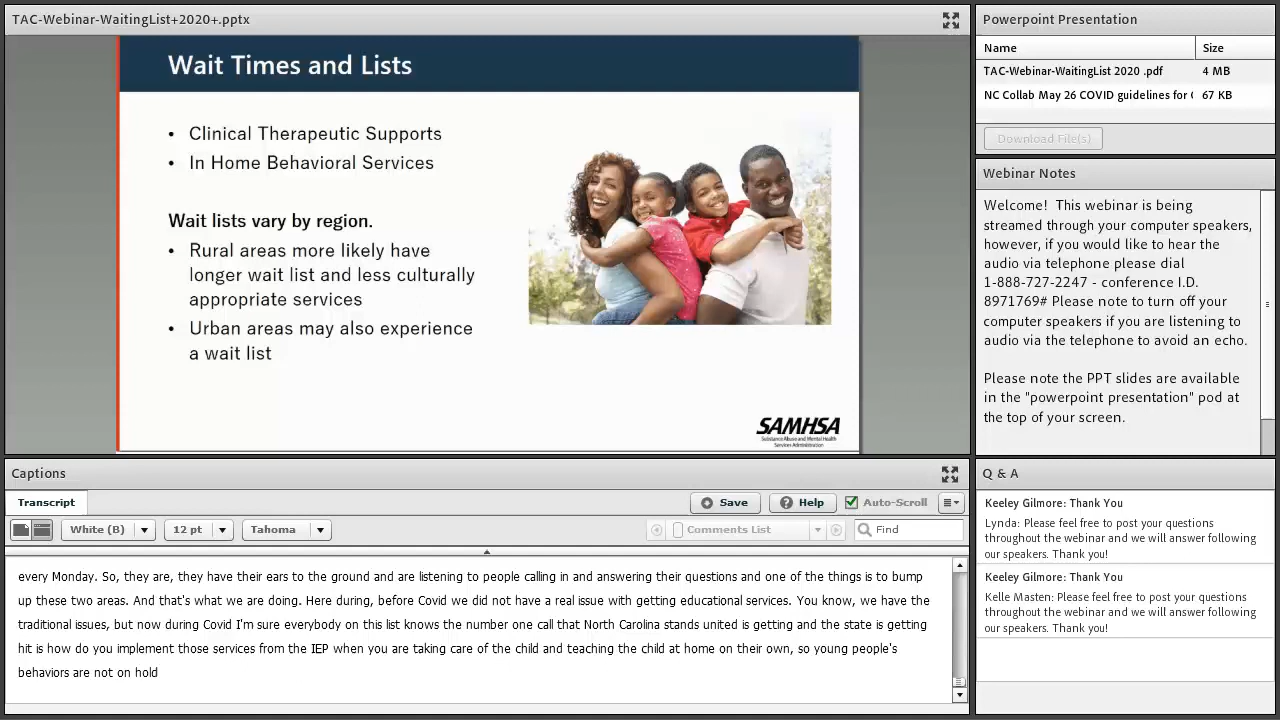 TAC-Webinar-WaitingList+2020+.pptx
Wait Times and Lists
• Clinical Therapeutic Supports
• In Home Behavioral Services
Wait lists vary by region.
• Rural areas more likely have
longer wait list and less culturally
appropriate services
• Urban areas may also experience
a wait list
SAMHSA
Substance Abuse and Mental Health
Services Administration
Powerpoint Presentation
Name Size
TAC-Webinar-WaitingList 2020 .pdf 4 MB
NC Collab May 26 COVID guidelines for 67 KB
Download File(s)
Webinar Notes
Welcome! This webinar is being
streamed through your computer speakers,
however, if you would like to hear the
audio via telephone please dial
1-888-727-2247 - conference I.D.
8971769# Please note to turn off your
computer speakers if you are listening to
audio via the telephone to avoid an echo.
Please note the PPT slides are available
in the "powerpoint presentation" pod at
the top of your screen.
Captions
Transcript
Save Help Auto-Scroll
White (B) 12 pt Tahoma Comments List Find
every Monday. So, they are, they have their ears to the ground and are listening to people calling in and answering their questions and one of the things is to bump
up these two areas. And that's what we are doing. Here during, before Covid we did not have a real issue with getting educational services. You know, we have the
traditional issues, but now during Covid I'm sure everybody on this list knows the number one call that North Carolina stands united is getting and the state is getting
hit is how do you implement those services from the IEP when you are taking care of the child and teaching the child at home on their own, so young people's
behaviors are not on hold
Q & A
Keeley Gilmore: Thank You
Lynda: Please feel free to post your questions
throughout the webinar and we will answer following
our speakers. Thank you!
Keeley Gilmore: Thank You
Kelle Masten: Please feel free to post your questions
throughout the webinar and we will answer following
our speakers. Thank you!